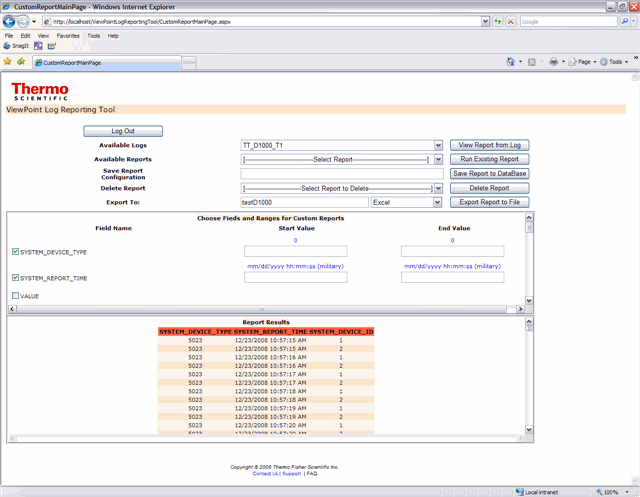 CustomReportMainPage - Windows Internet Explorer
http://localhost/ViewPointLogReportingTool/CustomReportMainPage.aspx
Google
File Edit View Favorites Tools Help
SnagIt
CustomReportMainPage
Page Tools
Thermo
SCIENTIFIC
ViewPoint Log Reporting Tool
Log Out
Available Logs TT_D1000_T1 View Report from Log
Available Reports [--------------------------------Select Report--------------------------------] Run Existing Report
Save Report Configuration Save Report to DataBase
Delete Report [----------------------------Select Report to Delete----------------------------] Delete Report
Export To: testD1000 Excel Export Report to File
Choose Fieds and Ranges for Custom Reports
Field Name Start Value End Value
0 0
SYSTEM_DEVICE_TYPE
mm/dd/yyyy hh:mm:ss (military) mm/dd/yyyy hh:mm:ss (military)
SYSTEM_REPORT_TIME
VALUE
Report Results
SYSTEM_DEVICE_TYPE SYSTEM_REPORT_TIME SYSTEM_DEVICE_ID
5023 12/23/2008 10:57:15 AM 1
5023 12/23/2008 10:57:15 AM 2
5023 12/23/2008 10:57:16 AM 1
5023 12/23/2008 10:57:16 AM 2
5023 12/23/2008 10:57:17 AM 1
5023 12/23/2008 10:57:17 AM 2
5023 12/23/2008 10:57:18 AM 1
5023 12/23/2008 10:57:18 AM 2
5023 12/23/2008 10:57:19 AM 1
5023 12/23/2008 10:57:19 AM 2
5023 12/23/2008 10:57:20 AM 1
5023 12/23/2008 10:57:20 AM 2
Copyright © 2008 Thermo Fisher Scientific Inc.
Contact Us | Support | FAQ
Local intranet 100%